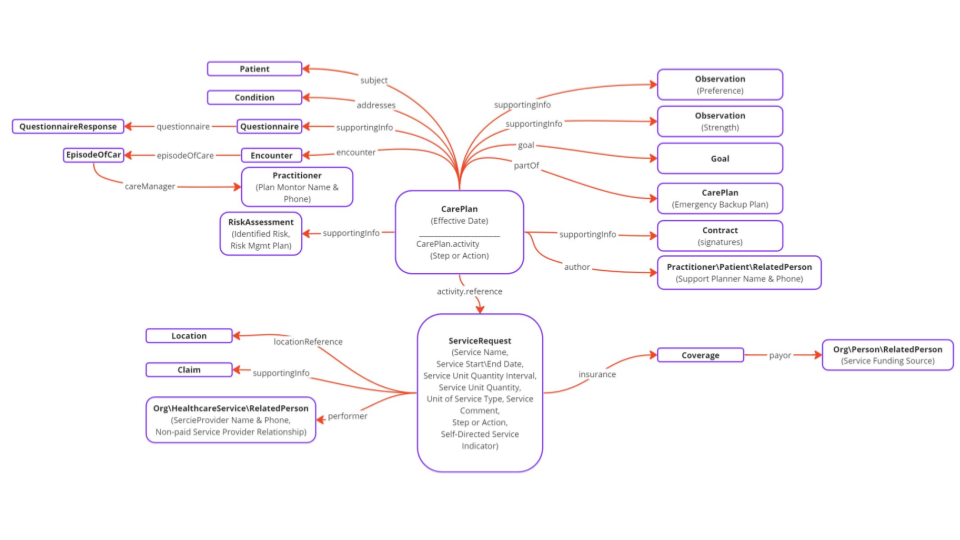 Patient
subject
Condition
addresses
QuestionnaireResponse
questionnaire
Questionnaire
supportingInfo
EpisodeOfCar
episodeOfCare
Encounter
encounter
careManager
Practitioner
(Plan Montor Name &
Phone)
RiskAssessment
(Identified Risk,
Risk Mgmt Plan)
supportingInfo
CarePlan
(Effective Date)
CarePlan.activity
(Step or Action)
supportingInfo
Observation
(Preference)
supportingInfo
Observation
(Strength)
goal
Goal
partOf
CarePlan
(Emergency Backup Plan)
supportingInfo
Contract
(signatures)
author
Practitioner\Patient\RelatedPerson
(Support Planner Name & Phone)
activity.reference
Location
locationReference
Claim
supportingInfo
Org\HealthcareService\RelatedPerson
(SercieProvider Name & Phone,
Non-paid Service Provider Relationship)
performer
ServiceRequest
(Service Name,
Service Start\End Date,
Service Unit Quantity Interval,
Service Unit Quantity,
Unit of Service Type, Service
Comment,
Step or Action,
Self-Directed Service
Indicator)
insurance
Coverage
payor
Org\Person\RelatedPerson
(Service Funding Source)